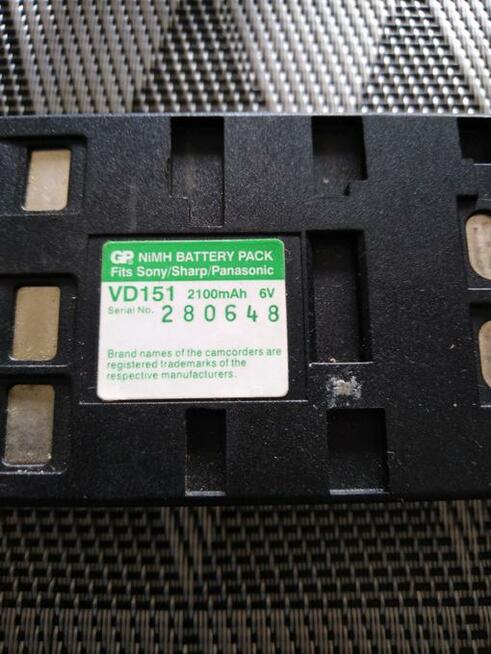 GP NiMH BATTERY PACK
Fits Sony/Sharp/Panasonic
VD151 2100mAh 6V
Serial No. 280648
Brand names of the camcorders are
registered trademarks of the
respective manufacturers.